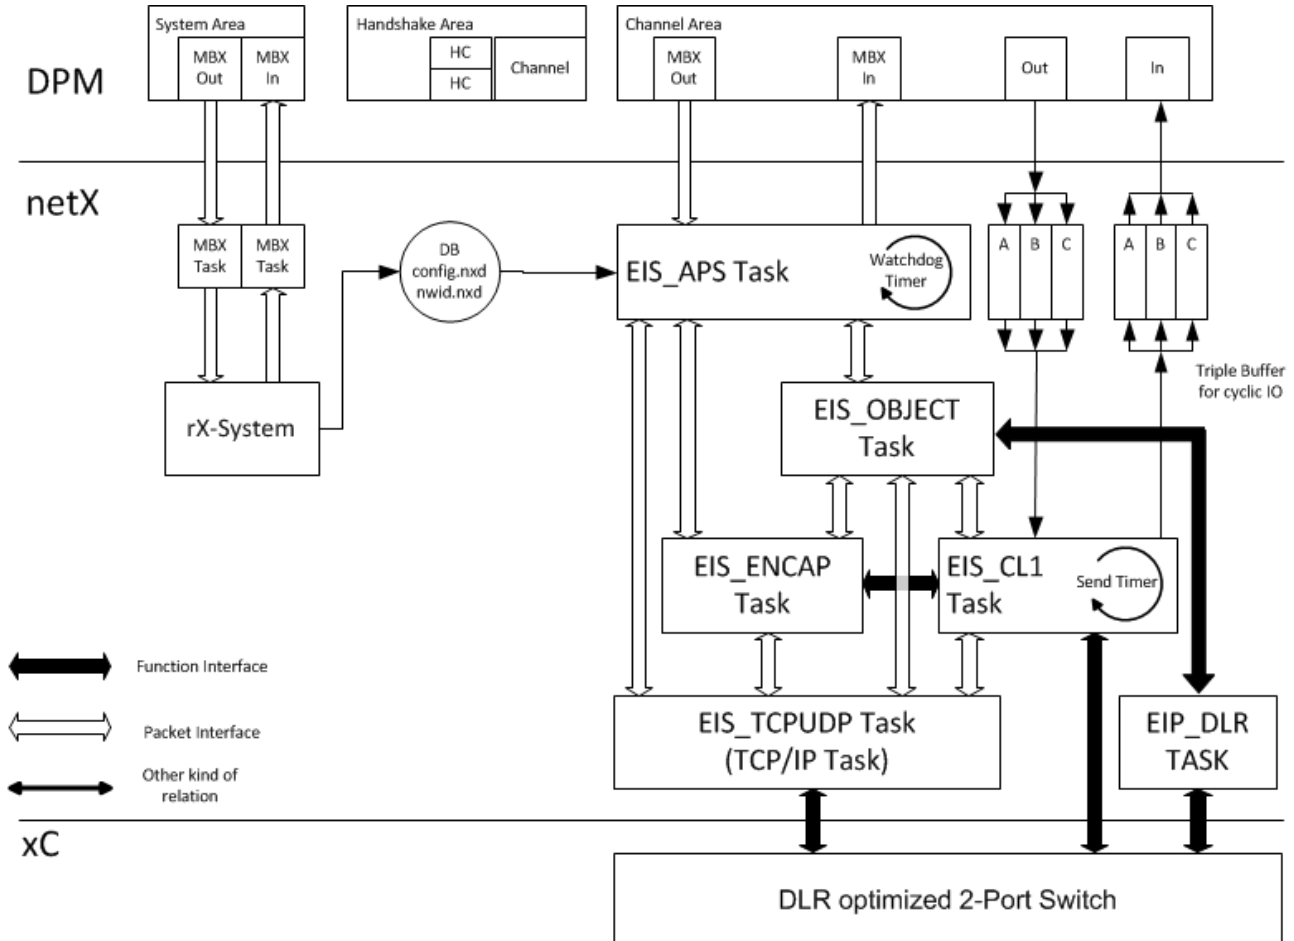 System Area
Handshake Area
Channel Area
MBX
Out
MBX
In
HC
HC
Channel
MBX
Out
MBX
In
Out
In
DPM
netX
MBX
Task
MBX
Task
DB
config.nxd
nwid.nxd
EIS_APS Task
Watchdog
Timer
A
B
C
A
B
C
Triple Buffer
for cyclic IO
rX-System
EIS_OBJECT
Task
EIS_ENCAP
Task
EIS_CL1
Task
Send Timer
Function Interface
Packet Interface
Other kind of
relation
EIS_TCPUDP Task
(TCP/IP Task)
EIP_DLR
TASK
xC
DLR optimized 2-Port Switch